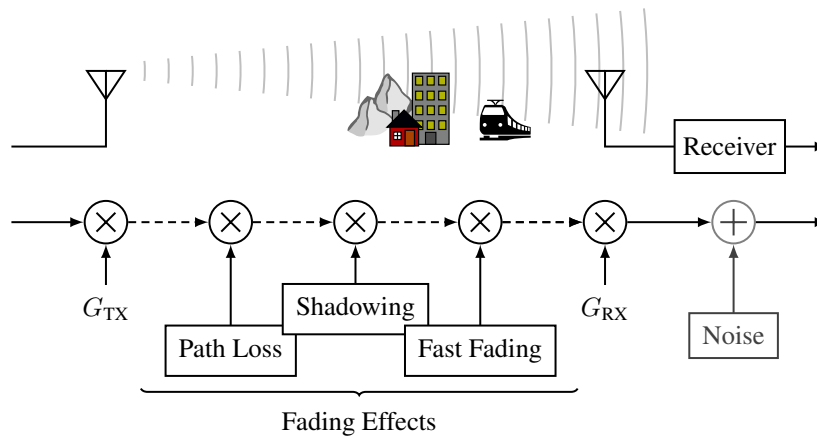 Receiver
G_TX
Shadowing
G_RX
Path Loss
Fast Fading
Noise
Fading Effects